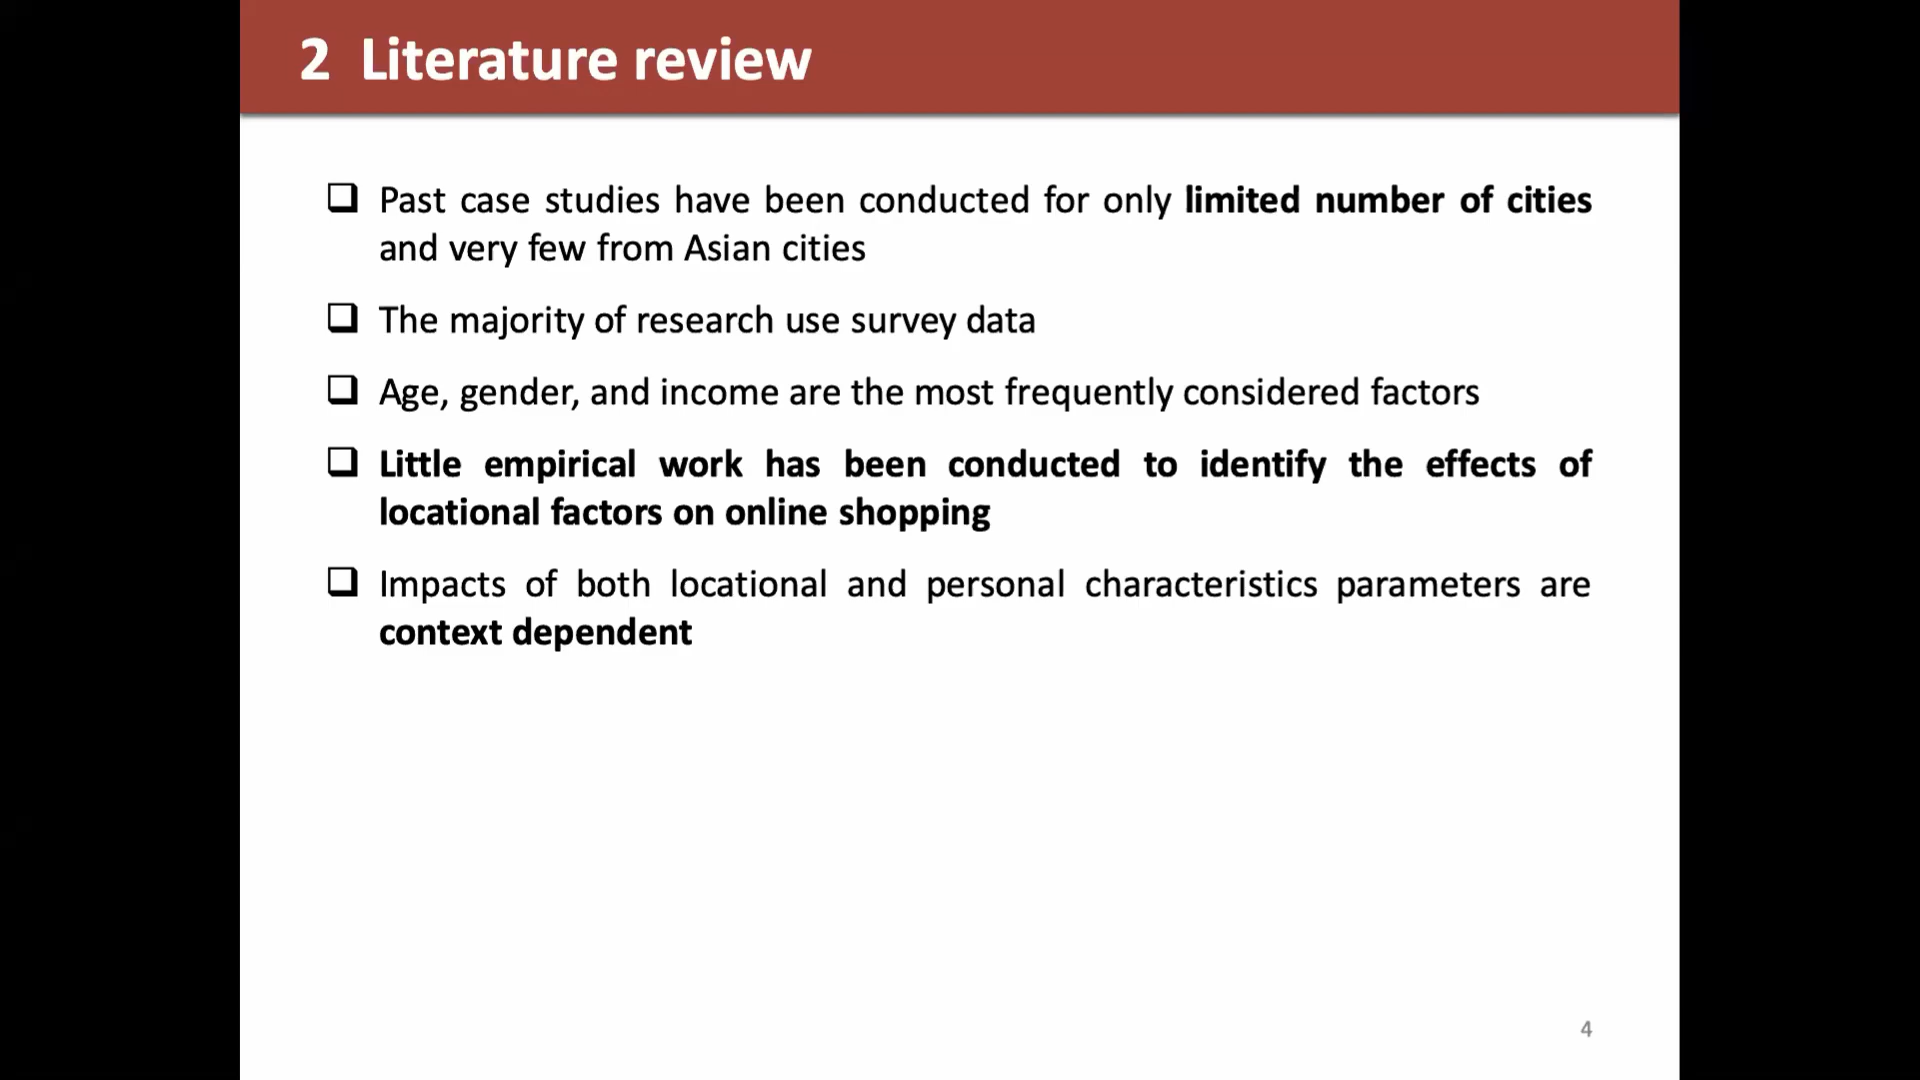 2 Literature review
Past case studies have been conducted for only limited number of cities
and very few from Asian cities
The majority of research use survey data
Age, gender, and income are the most frequently considered factors
Little empirical work has been conducted to identify the effects of
locational factors on online shopping
Impacts of both locational and personal characteristics parameters are
context dependent
4